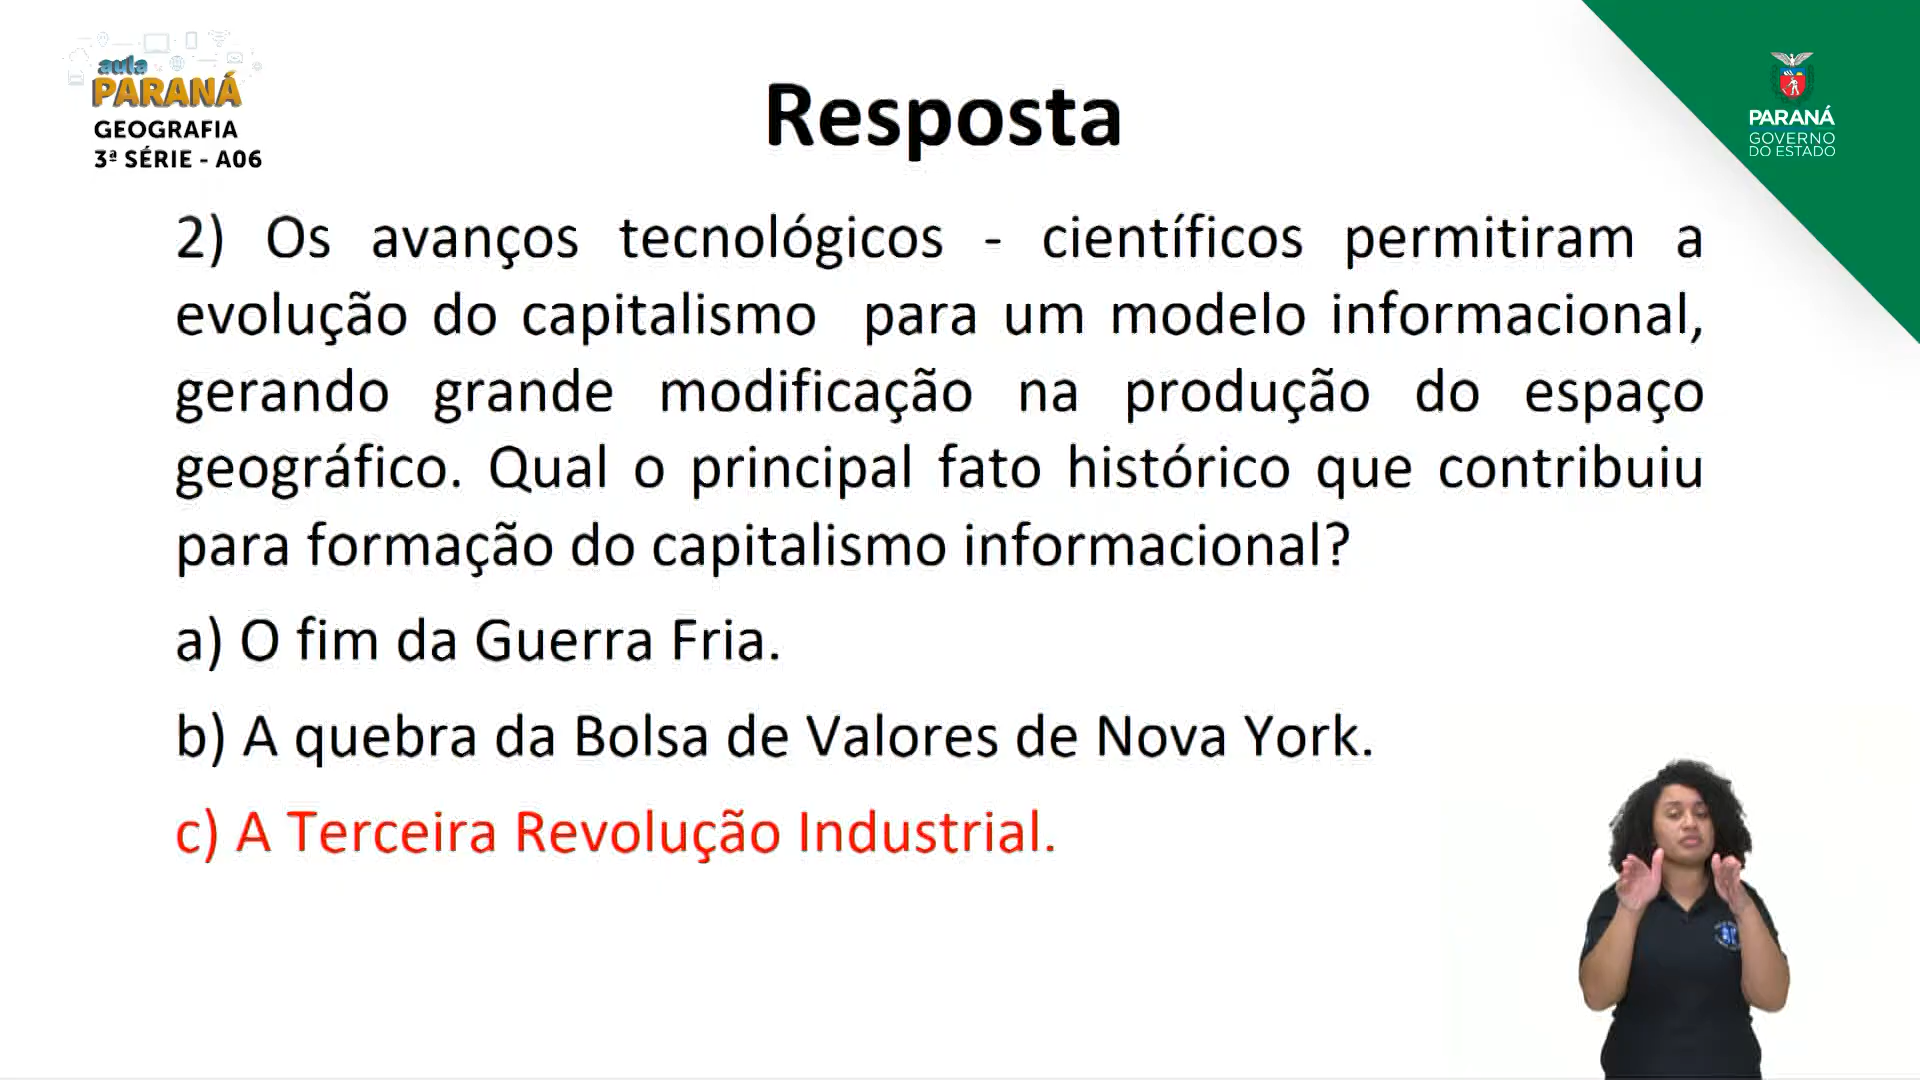 aula
PARANÁ
GEOGRAFIA
3ª SÉRIE - A06
Resposta
PARANÁ
GOVERNO
DO ESTADO
2) Os avanços tecnológicos - científicos permitiram a
evolução do capitalismo para um modelo informacional,
gerando grande modificação na produção do espaço
geográfico. Qual o principal fato histórico que contribuiu
para formação do capitalismo informacional?
a) O fim da Guerra Fria.
b) A quebra da Bolsa de Valores de Nova York.
c) A Terceira Revolução Industrial.